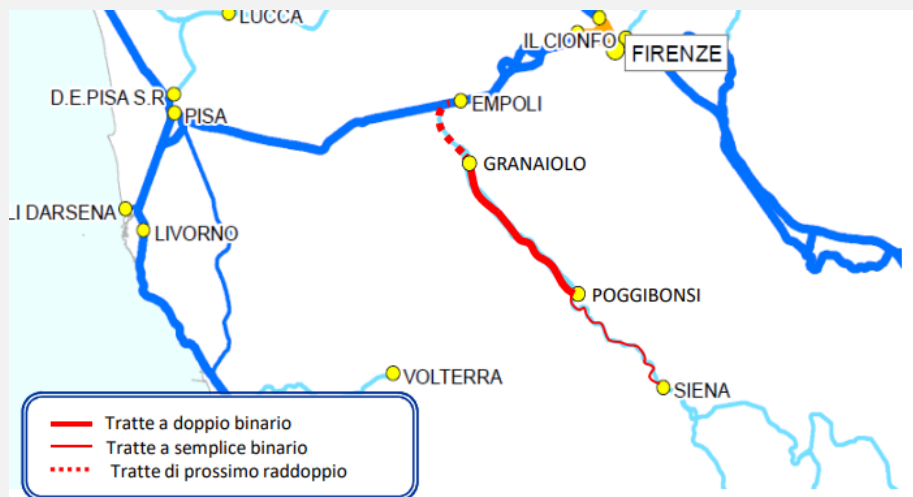 LUCCA
IL CIONFO
FIRENZE
D.E.PISA S.R
PISA
EMPOLI
GRANAIOLO
LI DARSENA
LIVORNO
POGGIBONSI
VOLTERRA
SIENA
Tratte a doppio binario
Tratte a semplice binario
Tratte di prossimo raddoppio